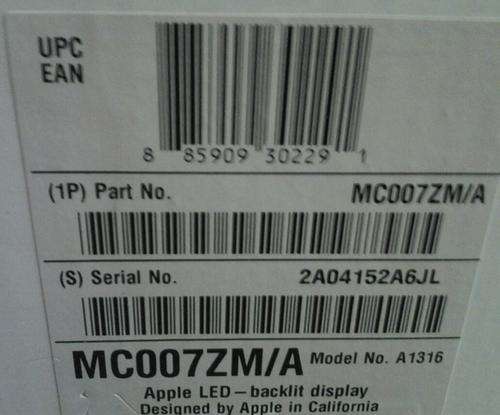 UPC
EAN
8 85909 30229 1
(1P) Part No. MC007ZM/A
(S) Serial No. 2A04152A6JL
MC007ZM/A Model No. A1316
Apple LED-backlit display
Designed by Apple in California